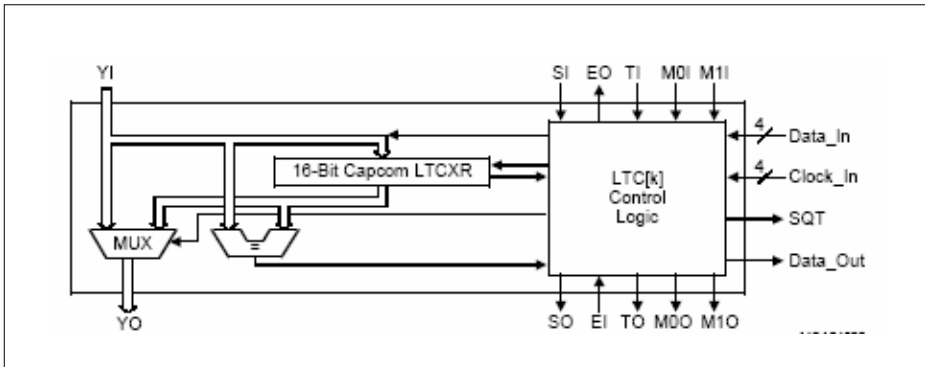 YI
SI EO TI M0I M1I
4 Data_In
16-Bit Capcom LTCXR
LTC[k]
Control
Logic
4 Clock_In
SQT
MUX
=
Data_Out
YO
SO EI TO M0O M1O